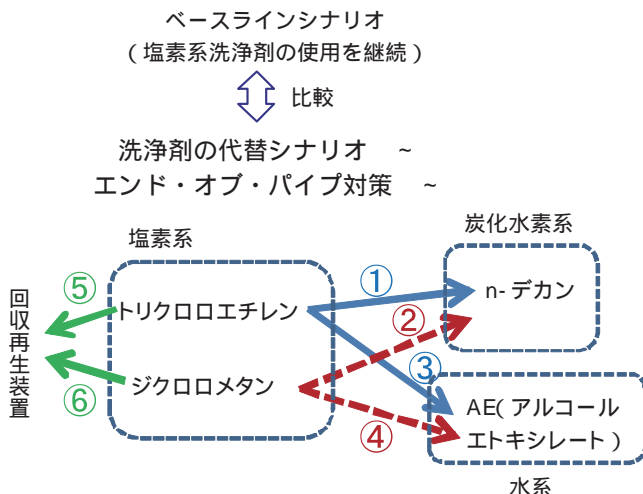 ベースラインシナリオ
(塩素系洗浄剤の使用を継続)
比較
洗浄剤の代替シナリオ ~
エンド・オブ・パイプ対策 ~
塩素系
炭化水素系
回収再生装置
⑤
トリクロロエチレン
①
n-デカン
②
③
⑥
ジクロロメタン
④
AE(アルコール
エトキシレート)
水系